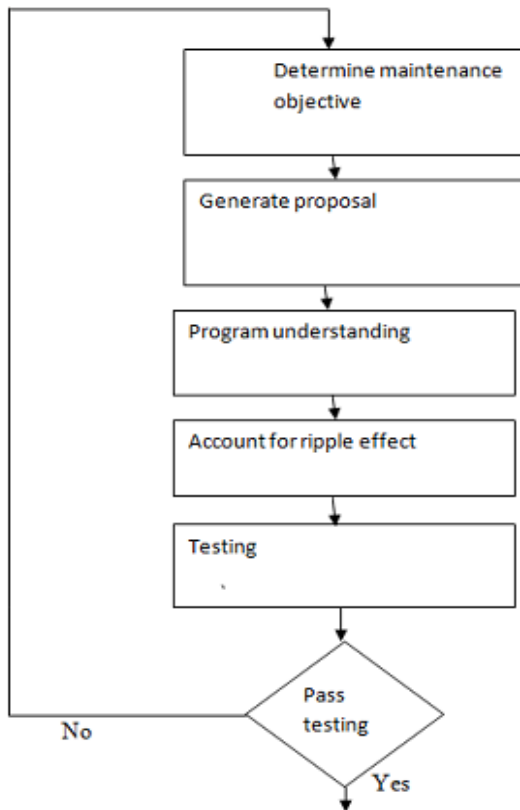 Determine maintenance
objective
Generate proposal
Program understanding
Account for ripple effect
Testing
Pass
testing
No
Yes